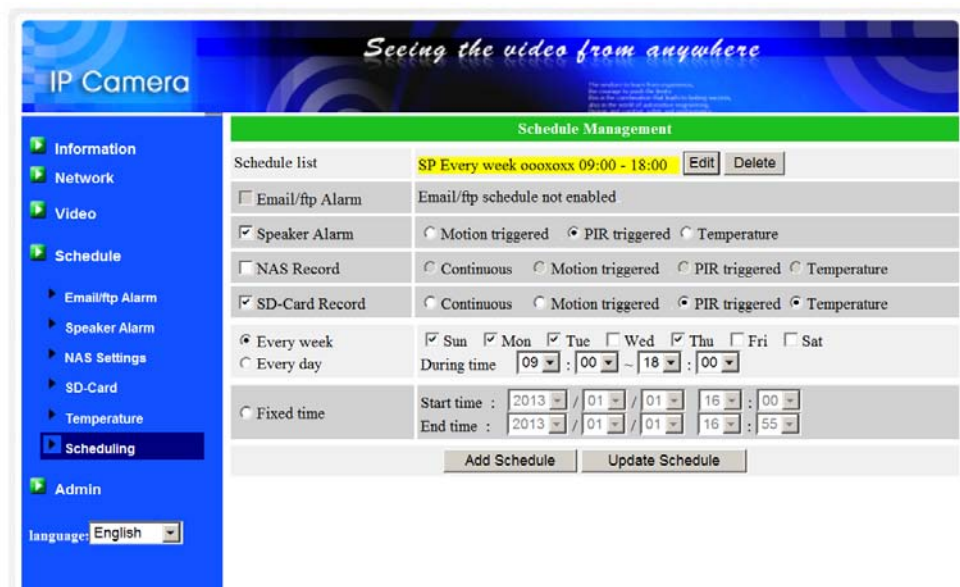 Seeing the video from anywhere
IP Camera
Information
Network
Video
Schedule
Email/ftp Alarm
Speaker Alarm
NAS Settings
SD-Card
Temperature
Scheduling
Admin
language: English
Schedule Management
Schedule list SP Every week oooxoxx 09:00 - 18:00 Edit Delete
Email/ftp Alarm Email/ftp schedule not enabled
Speaker Alarm Motion triggered PIR triggered Temperature
NAS Record Continuous Motion triggered PIR triggered Temperature
SD-Card Record Continuous Motion triggered PIR triggered Temperature
Every week Sun Mon Tue Wed Thu Fri Sat
Every day During time 09 : 00 ~ 18 : 00
Fixed time
Start time : 2013 / 01 / 01 16 : 00
End time : 2013 / 01 / 01 16 : 55
Add Schedule Update Schedule